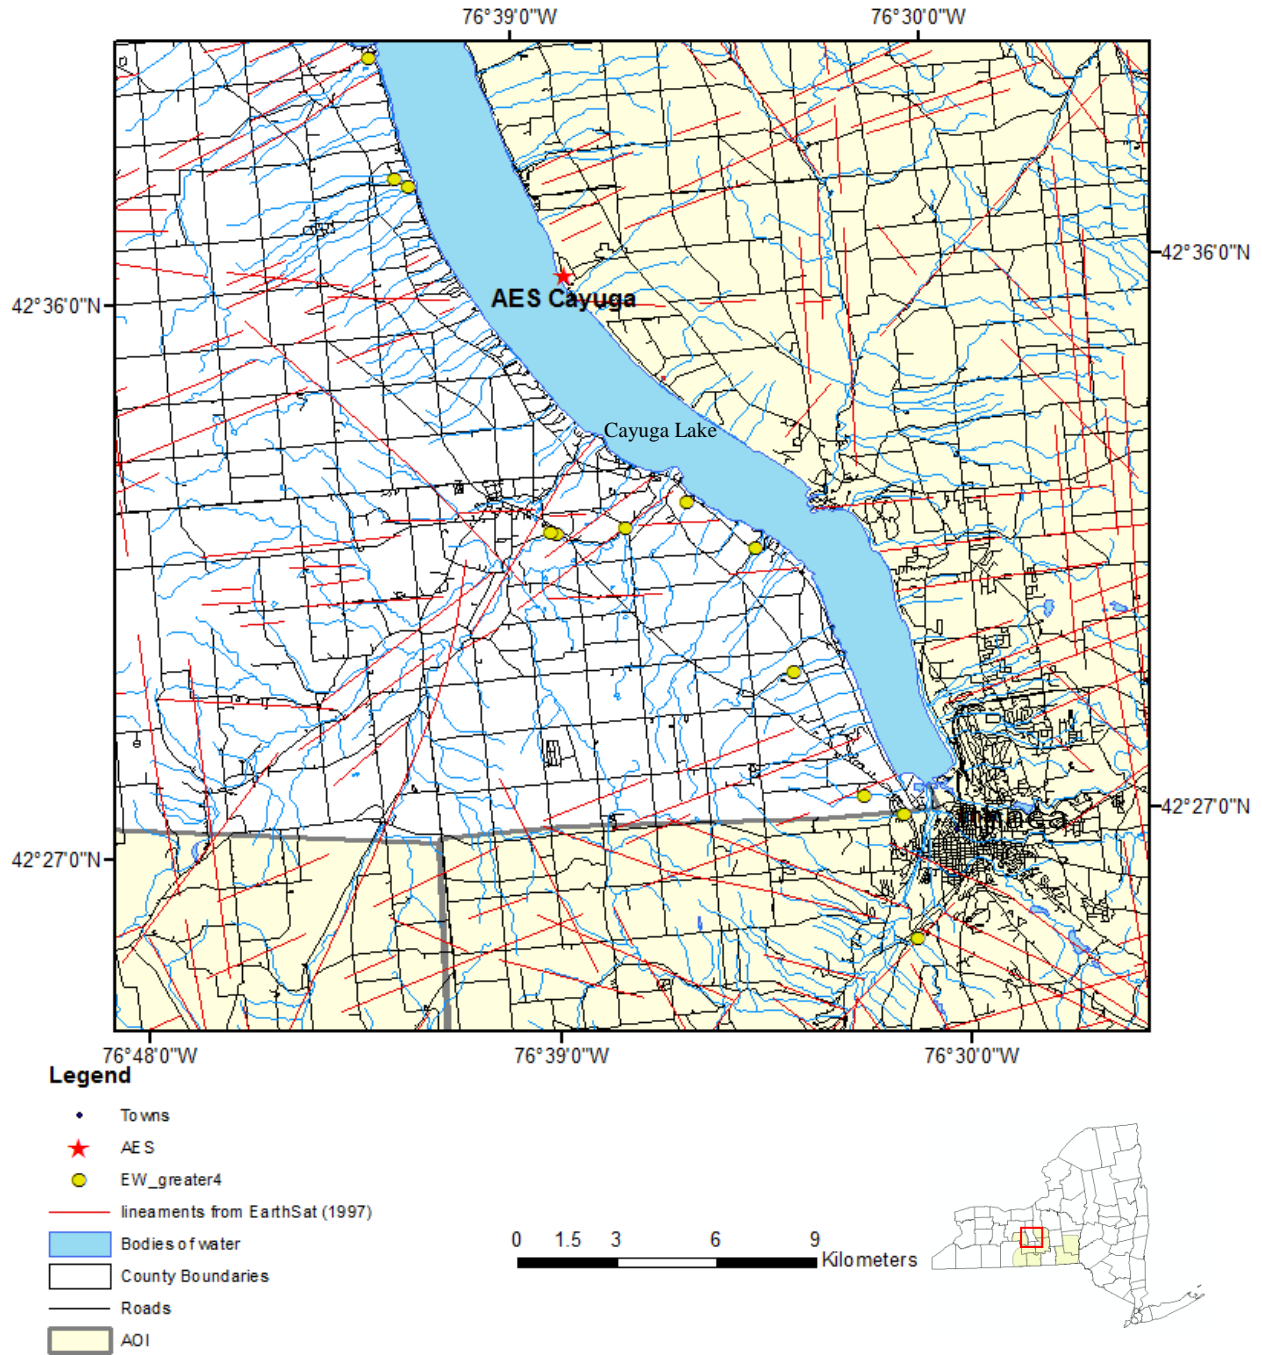 76°39'0"W 76°30'0"W
42°36'0"N
42°36'0"N
AES Cayuga
Cayuga Lake
42°27'0"N
Ithaca
42°27'0"N
76°48'0"W 76°39'0"W 76°30'0"W
Legend
Towns
AES
EW_greater4
lineaments from EarthSat (1997)
Bodies of water
County Boundaries
Roads
AOI
0 1.5 3 6 9
Kilometers